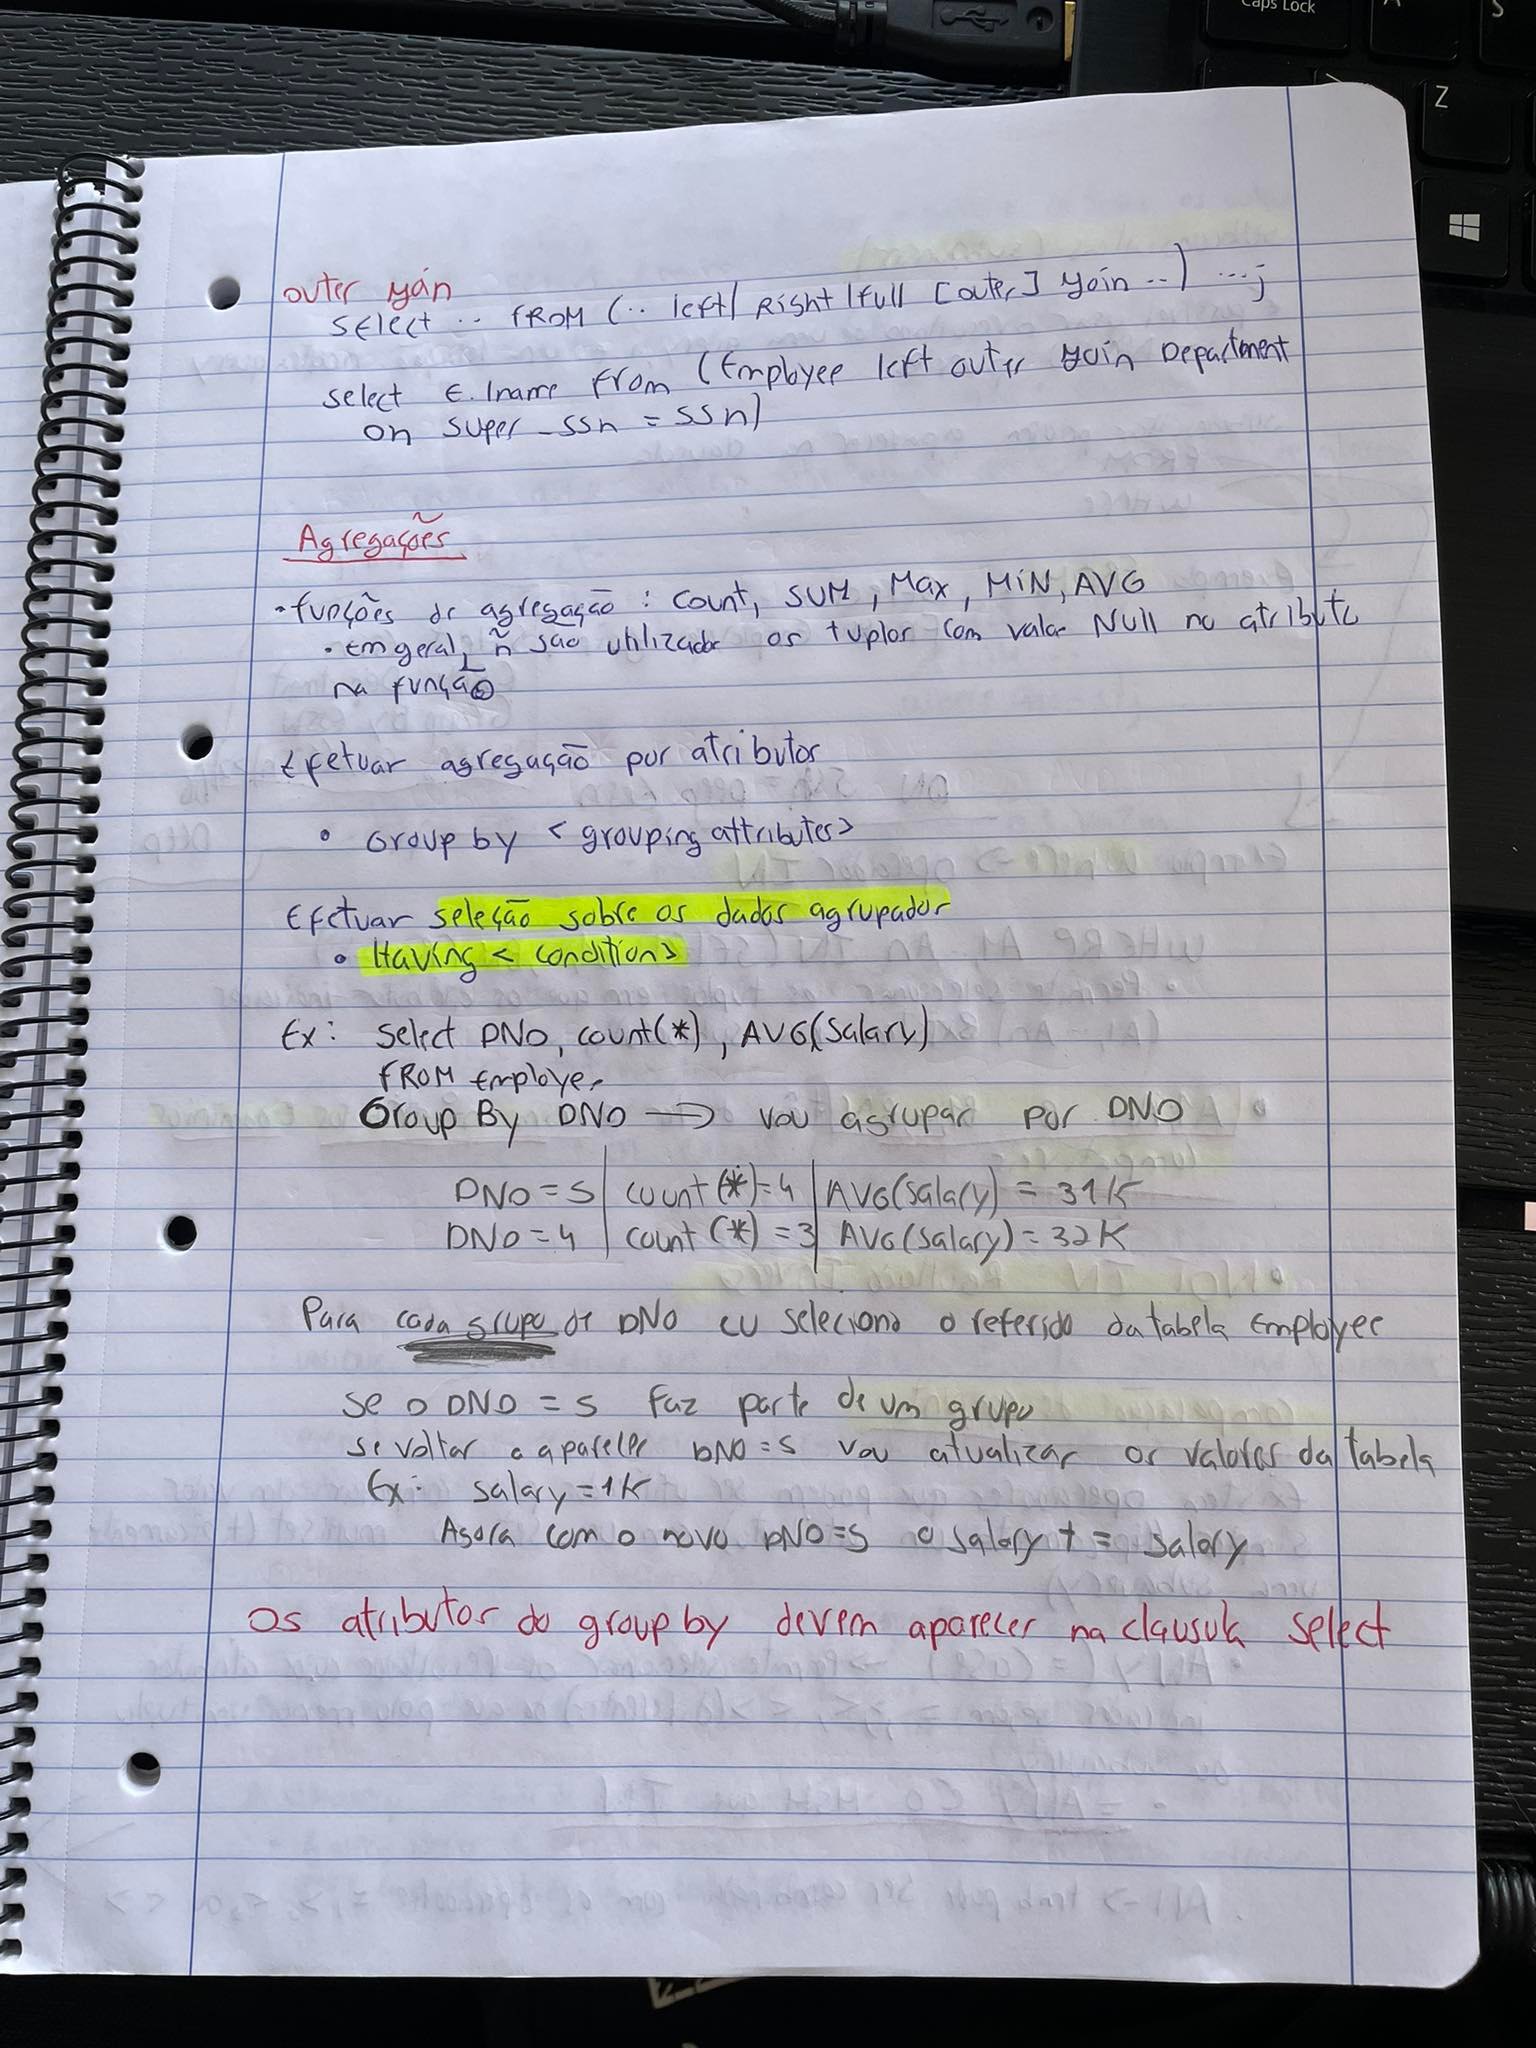 Caps Lock
A
S
Z
outer yoin
select .. FROM (.. left/ Right/full [outer] yoin ..) ...;
select E.lname from (Employee left outer yoin Department
on super_ssn = ssn)
Agregações
• funções de agregação : count, SUM, Max, MiN, AVG
• em geral, ñ são utilizados os tuplos com valor Null no atributo
na função
Efetuar agregação por atributos
• Group by < grouping attributes>
Efetuar seleção sobre os dados agrupados
• Having < condition>
Ex: select DNO, count(*), AVG(salary)
FROM Employee
Group By DNO → vou agrupar por DNO
DNO = 5 | count (*)=4 | AVG(salary) = 31K
DNO = 4 | count (*) = 3 | AVG(salary) = 32K
Para cada grupo de DNO eu seleciono o referido da tabela Employee
se o DNO = 5 faz parte de um grupo
se voltar a aparecer DNO = 5 vou atualizar os valores da tabela
Ex: salary = 1K
Agora com o novo DNO=5 o salary += salary
Os atributos do group by devem aparecer na clausula select